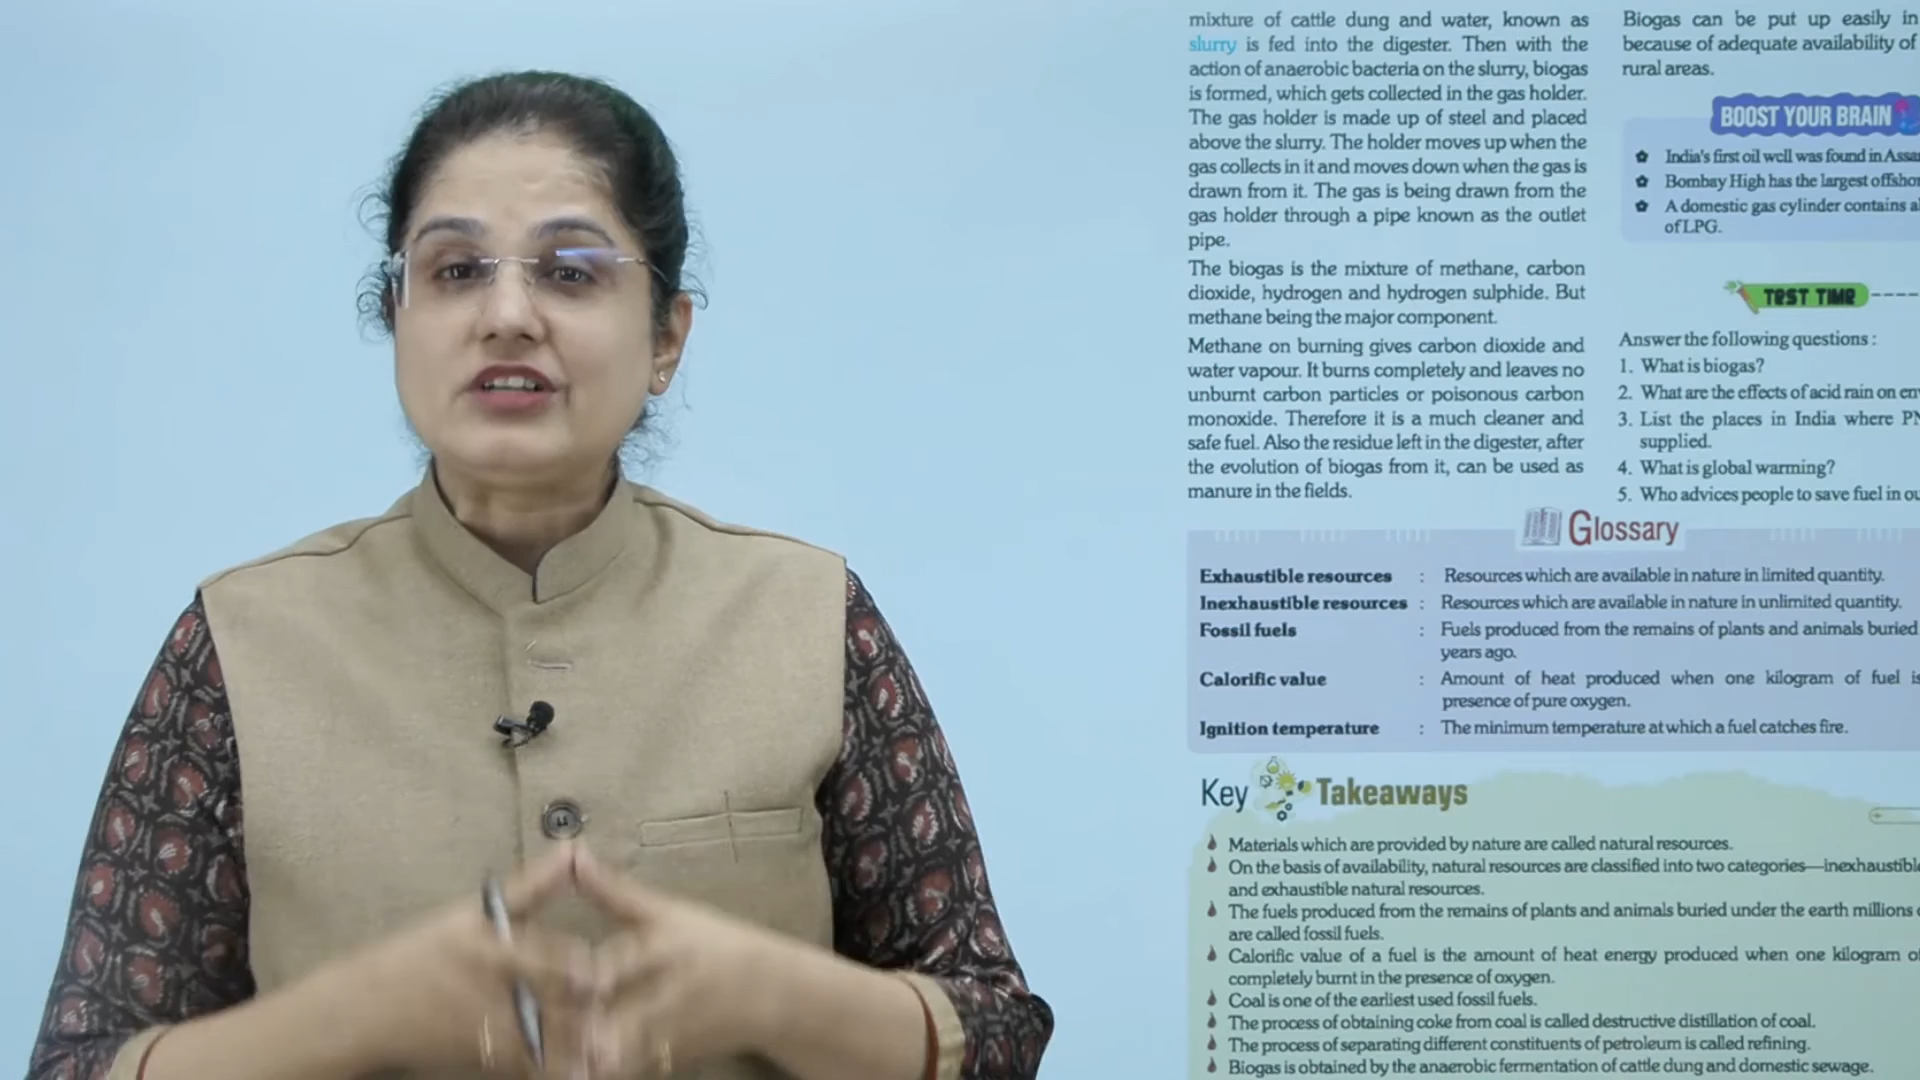 mixture of cattle dung and water, known as
slurry is fed into the digester. Then with the
action of anaerobic bacteria on the slurry, biogas
is formed, which gets collected in the gas holder.
The gas holder is made up of steel and placed
above the slurry. The holder moves up when the
gas collects in it and moves down when the gas is
drawn from it. The gas is being drawn from the
gas holder through a pipe known as the outlet
pipe.
The biogas is the mixture of methane, carbon
dioxide, hydrogen and hydrogen sulphide. But
methane being the major component.
Methane on burning gives carbon dioxide and
water vapour. It burns completely and leaves no
unburnt carbon particles or poisonous carbon
monoxide. Therefore it is a much cleaner and
safe fuel. Also the residue left in the digester, after
the evolution of biogas from it, can be used as
manure in the fields.
Biogas can be put up easily in
because of adequate availability of
rural areas.
BOOST YOUR BRAIN
India's first oil well was found in Assa
Bombay High has the largest offsho
A domestic gas cylinder contains a
of LPG.
TEST TIME
Answer the following questions :
1. What is biogas?
2. What are the effects of acid rain on en
3. List the places in India where PN
supplied.
4. What is global warming?
5. Who advices people to save fuel in ou
Glossary
Exhaustible resources : Resources which are available in nature in limited quantity.
Inexhaustible resources : Resources which are available in nature in unlimited quantity.
Fossil fuels : Fuels produced from the remains of plants and animals buried
years ago.
Calorific value : Amount of heat produced when one kilogram of fuel is
presence of pure oxygen.
Ignition temperature : The minimum temperature at which a fuel catches fire.
Key Takeaways
Materials which are provided by nature are called natural resources.
On the basis of availability, natural resources are classified into two categories—inexhaustible
and exhaustible natural resources.
The fuels produced from the remains of plants and animals buried under the earth millions
are called fossil fuels.
Calorific value of a fuel is the amount of heat energy produced when one kilogram of
completely burnt in the presence of oxygen.
Coal is one of the earliest used fossil fuels.
The process of obtaining coke from coal is called destructive distillation of coal.
The process of separating different constituents of petroleum is called refining.
Biogas is obtained by the anaerobic fermentation of cattle dung and domestic sewage.